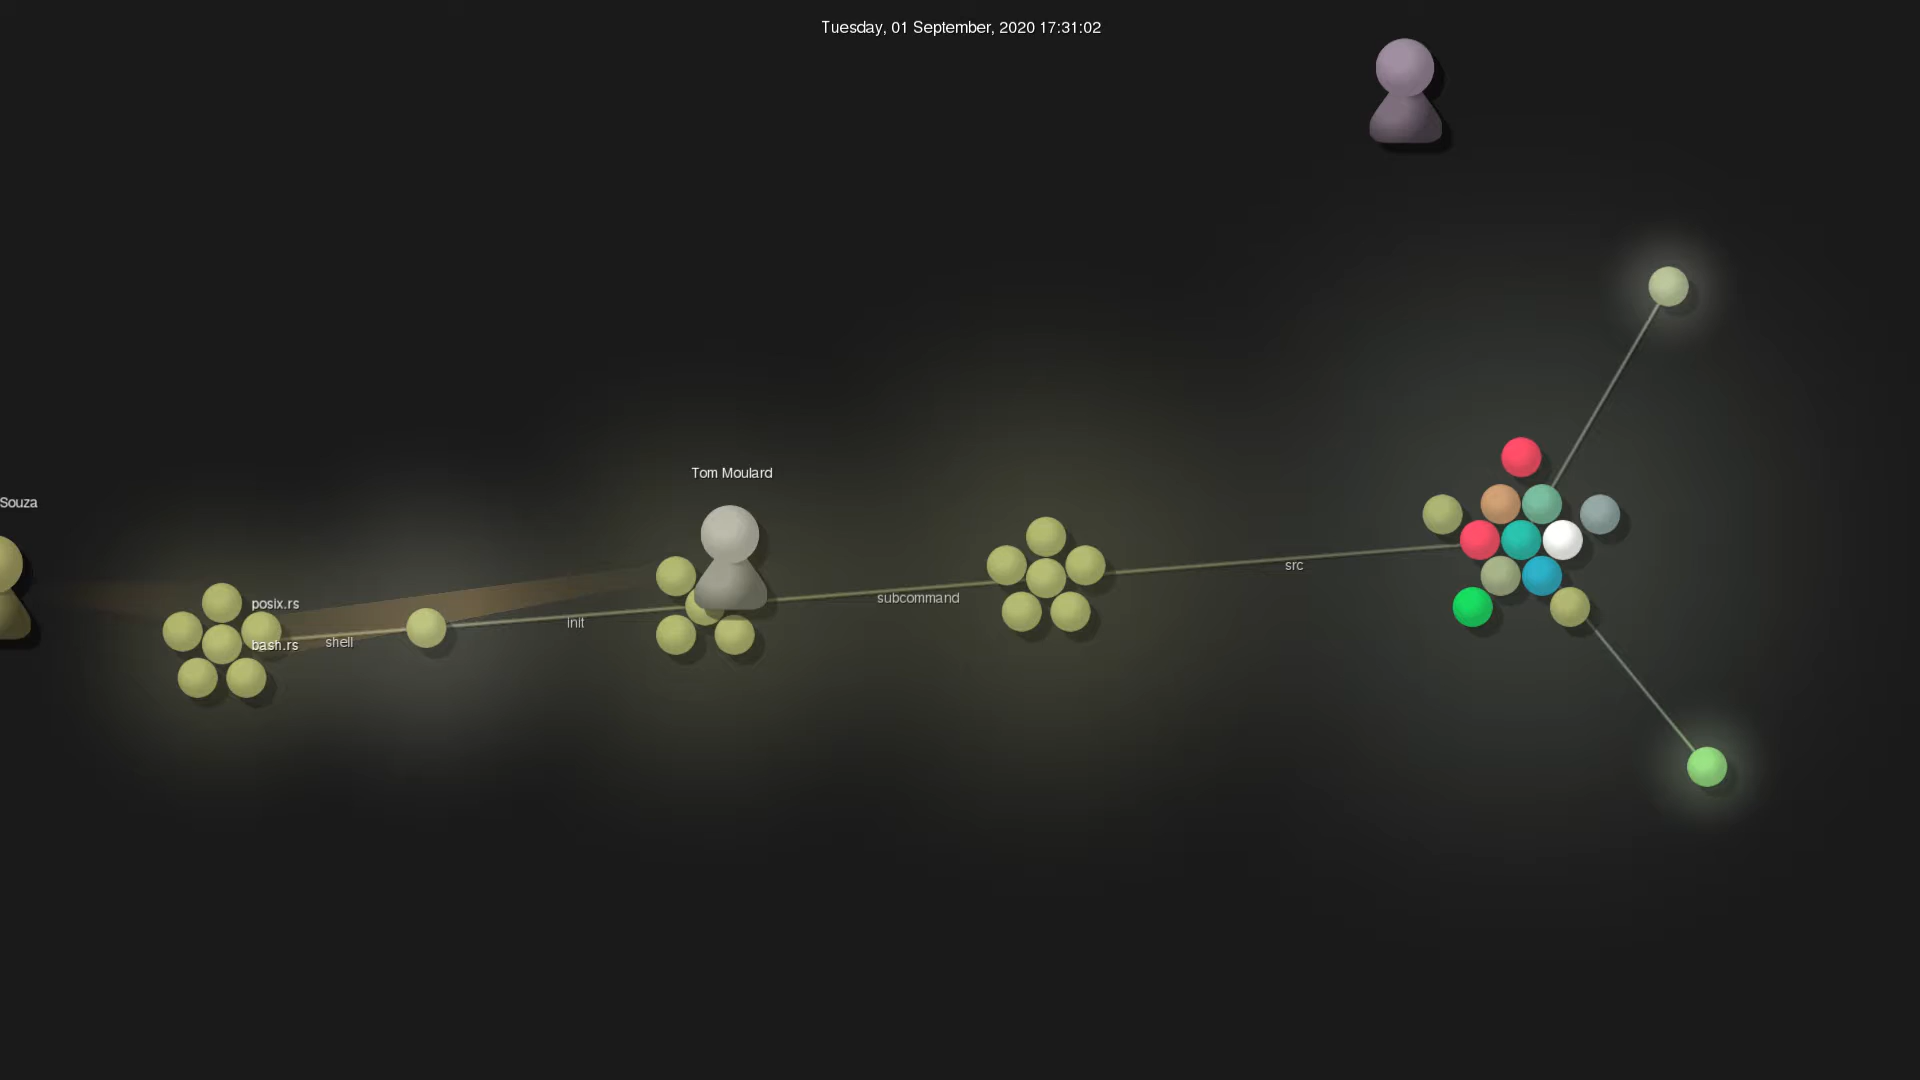 Tuesday, 01 September, 2020 17:31:02
Tom Moulard
Souza
src
subcommand
posix.rs
init
shell
bash.rs